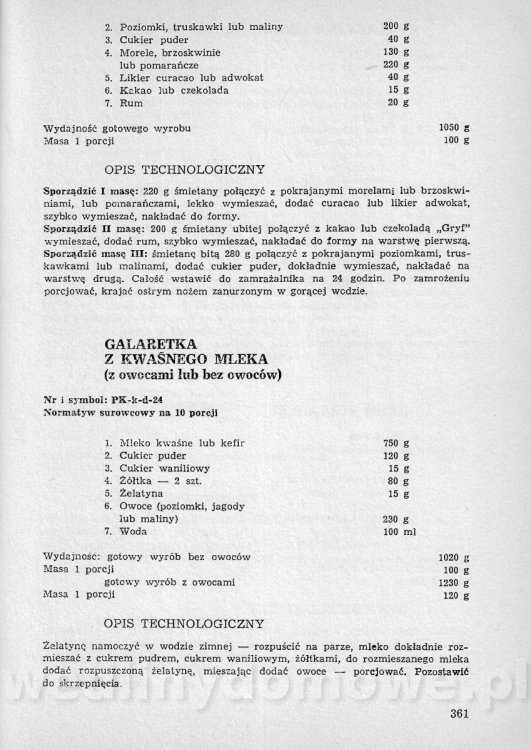 2. Poziomki, truskawki lub maliny 200 g
3. Cukier puder 40 g
4. Morele, brzoskwinie 130 g
lub pomarańcze 220 g
5. Likier curacao lub adwokat 40 g
6. Kakao lub czekolada 15 g
7. Rum 20 g
Wydajność gotowego wyrobu 1050 g
Masa 1 porcji 100 g
OPIS TECHNOLOGICZNY
Sporządzić I masę: 220 g śmietany połączyć z pokrajanymi morelami lub brzoskwi-
niami, lub pomarańczami, lekko wymieszać, dodać curacao lub likier adwokat,
szybko wymieszać, nakładać do formy.
Sporządzić II masę: 200 g śmietany ubitej połączyć z kakao lub czekoladą „Gryf"
wymieszać, dodać rum, szybko wymieszać, nakładać do formy na warstwę pierwszą.
Sporządzić masę III: śmietanę bitą 280 g połączyć z pokrajanymi poziomkami, trus-
kawkami lub malinami, dodać cukier puder, dokładnie wymieszać, nakładać na
warstwę drugą. Całość wstawić do zamrażalnika na 24 godzin. Po zamrożeniu
porcjować, krajać ostrym nożem zanurzonym w gorącej wodzie.
GALARETKA
Z KWAŚNEGO MLEKA
(z owocami lub bez owoców)
Nr i symbol: PK-k-d-24
Normatyw surowcowy na 10 porcji
1. Mleko kwaśne lub kefir 750 g
2. Cukier puder 120 g
3. Cukier waniliowy 15 g
4. Żółtka — 2 szt. 80 g
5. Żelatyna 15 g
6. Owoce (poziomki, jagody
lub maliny) 230 g
7. Woda 100 ml
Wydajność: gotowy wyrób bez owoców 1020 g
Masa 1 porcji 100 g
gotowy wyrób z owocami 1230 g
Masa 1 porcji 120 g
OPIS TECHNOLOGICZNY
Żelatynę namoczyć w wodzie zimnej — rozpuścić na parze, mleko dokładnie roz-
mieszać z cukrem pudrem, cukrem waniliowym, żółtkami, do rozmieszanego mleka
dodać rozpuszczoną żelatynę, mieszając dodać owoce — porcjować. Pozostawić
do skrzepnięcia.
wedlinydomowe.pl
361